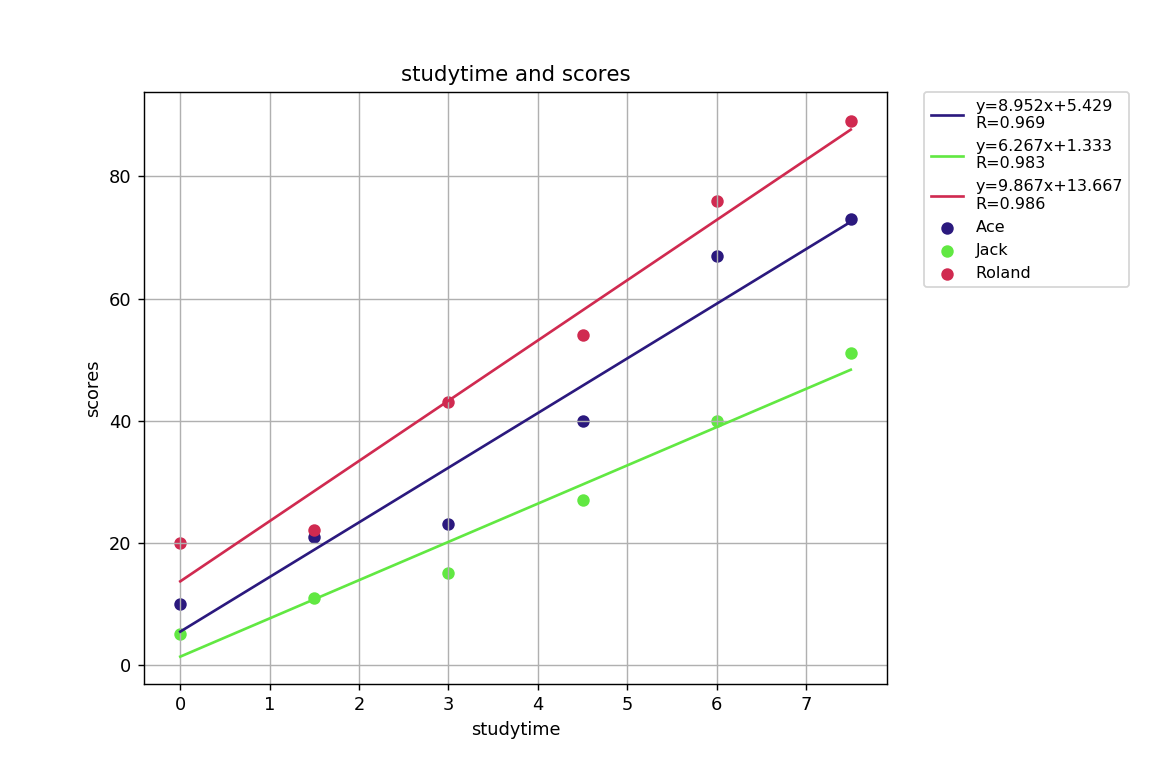 studytime and scores
80
60
40
20
0
scores
0 1 2 3 4 5 6 7
studytime
y=8.952x+5.429
R=0.969
y=6.267x+1.333
R=0.983
y=9.867x+13.667
R=0.986
Ace
Jack
Roland